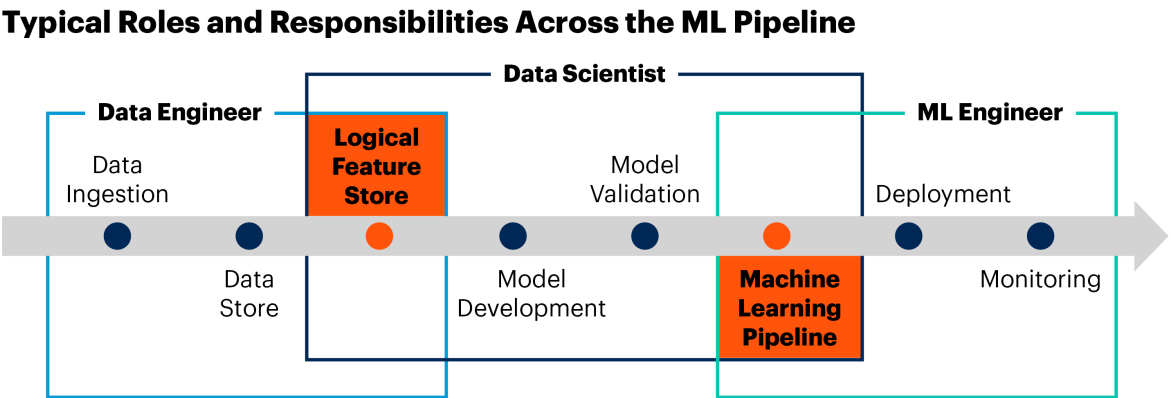 Typical Roles and Responsibilities Across the ML Pipeline
Data Scientist
Data Engineer
ML Engineer
Data
Ingestion
Data
Store
Logical
Feature
Store
Model
Development
Model
Validation
Machine
Learning
Pipeline
Deployment
Monitoring